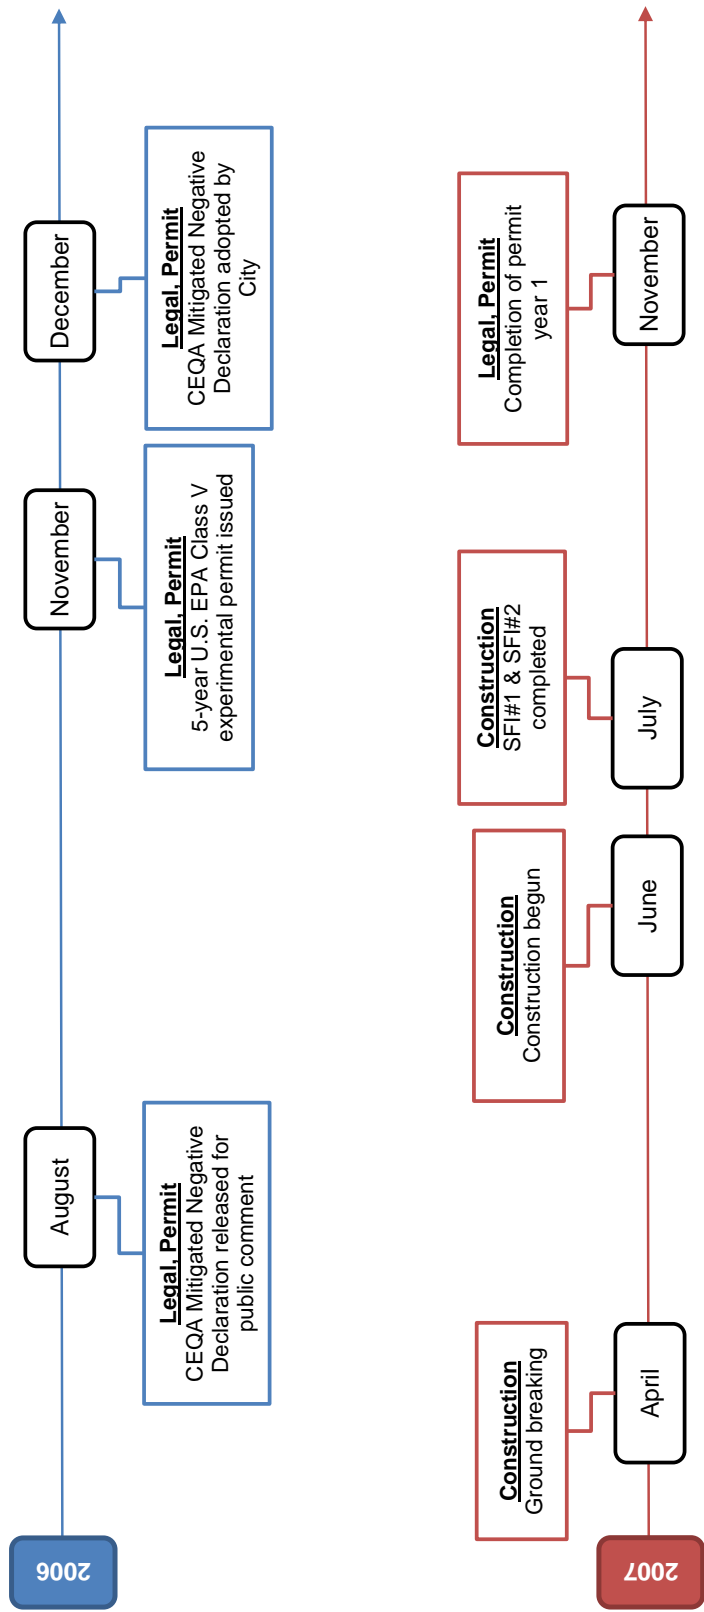 2006
August
Legal, Permit
CEQA Mitigated Negative
Declaration released for
public comment
November
Legal, Permit
5-year U.S. EPA Class V
experimental permit issued
December
Legal, Permit
CEQA Mitigated Negative
Declaration adopted by
City
2007
Construction
Ground breaking
April
Construction
Construction begun
June
Construction
SFI#1 & SFI#2
completed
July
Legal, Permit
Completion of permit
year 1
November